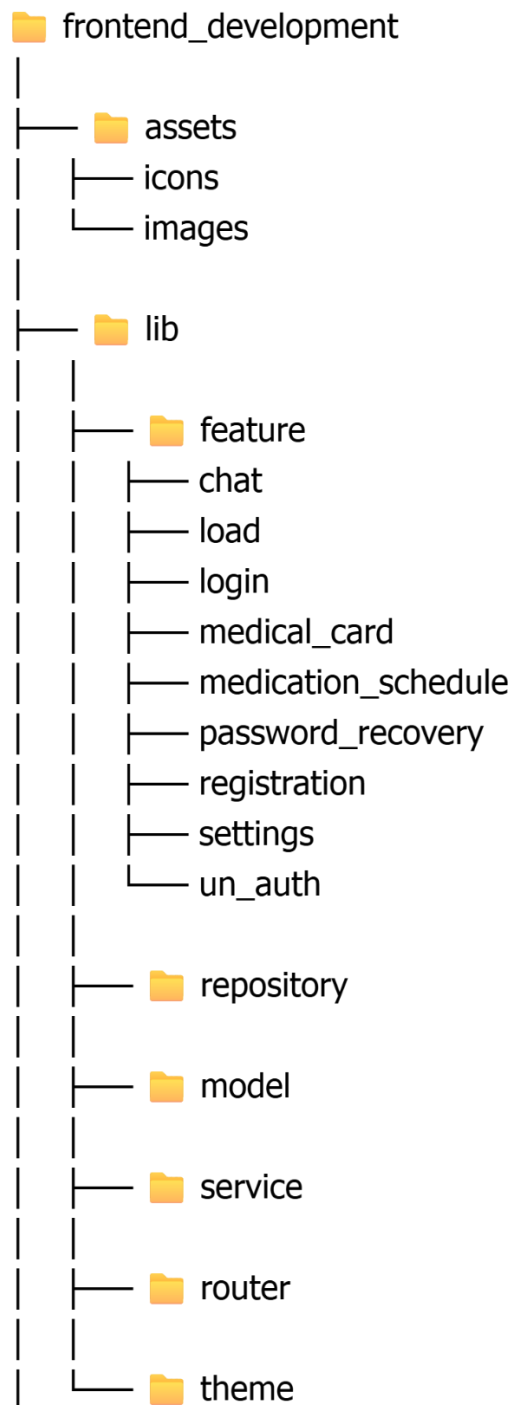 frontend_development
assets
icons
images
lib
feature
chat
load
login
medical_card
medication_schedule
password_recovery
registration
settings
un_auth
repository
model
service
router
theme